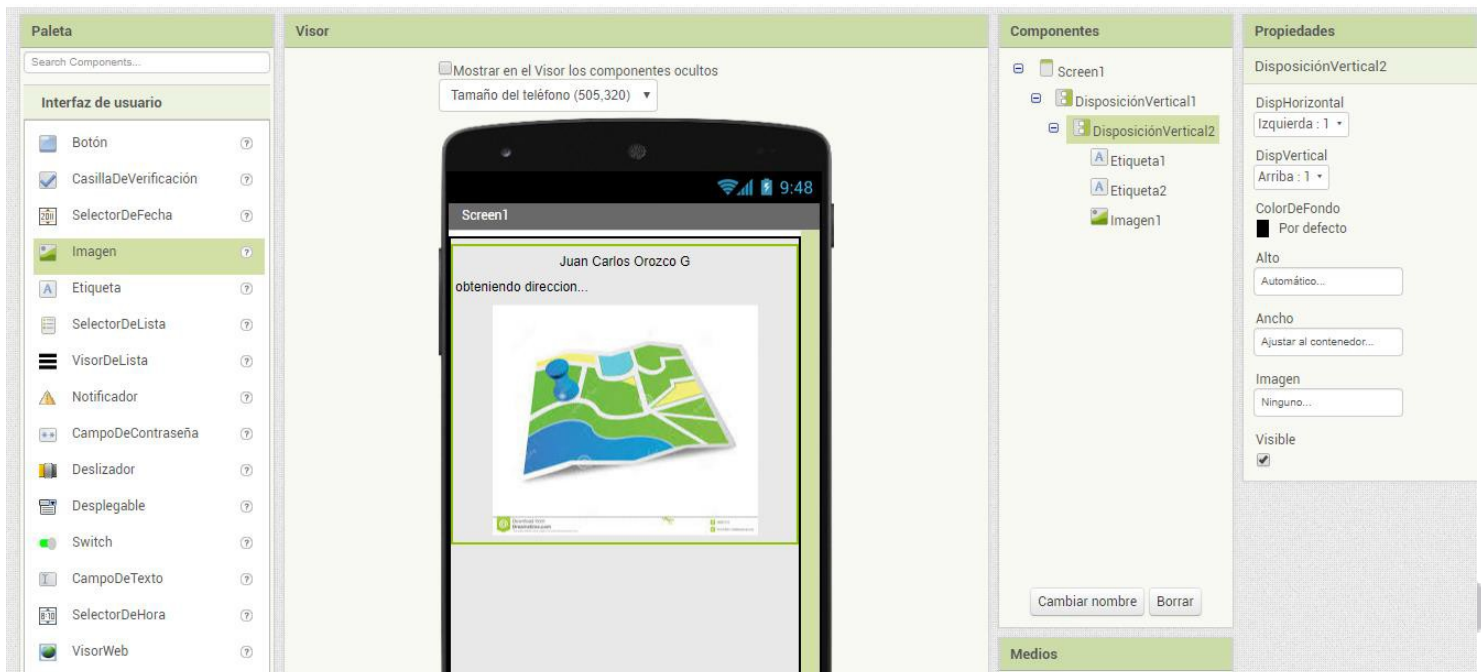 Paleta
Search Components...
Interfaz de usuario
Botón
CasillaDeVerificación
SelectorDeFecha
Imagen
Etiqueta
SelectorDeLista
VisorDeLista
Notificador
CampoDeContraseña
Deslizador
Desplegable
Switch
CampoDeTexto
SelectorDeHora
VisorWeb
Visor
Mostrar en el Visor los componentes ocultos
Tamaño del teléfono (505,320)
9:48
Screen1
Juan Carlos Orozco G
obteniendo direccion...
Componentes
Screen1
DisposiciónVertical1
DisposiciónVertical2
Etiqueta1
Etiqueta2
Imagen1
Cambiar nombre Borrar
Medios
Propiedades
DisposiciónVertical2
DispHorizontal
Izquierda : 1
DispVertical
Arriba : 1
ColorDeFondo
Por defecto
Alto
Automático...
Ancho
Ajustar al contenedor...
Imagen
Ninguno...
Visible